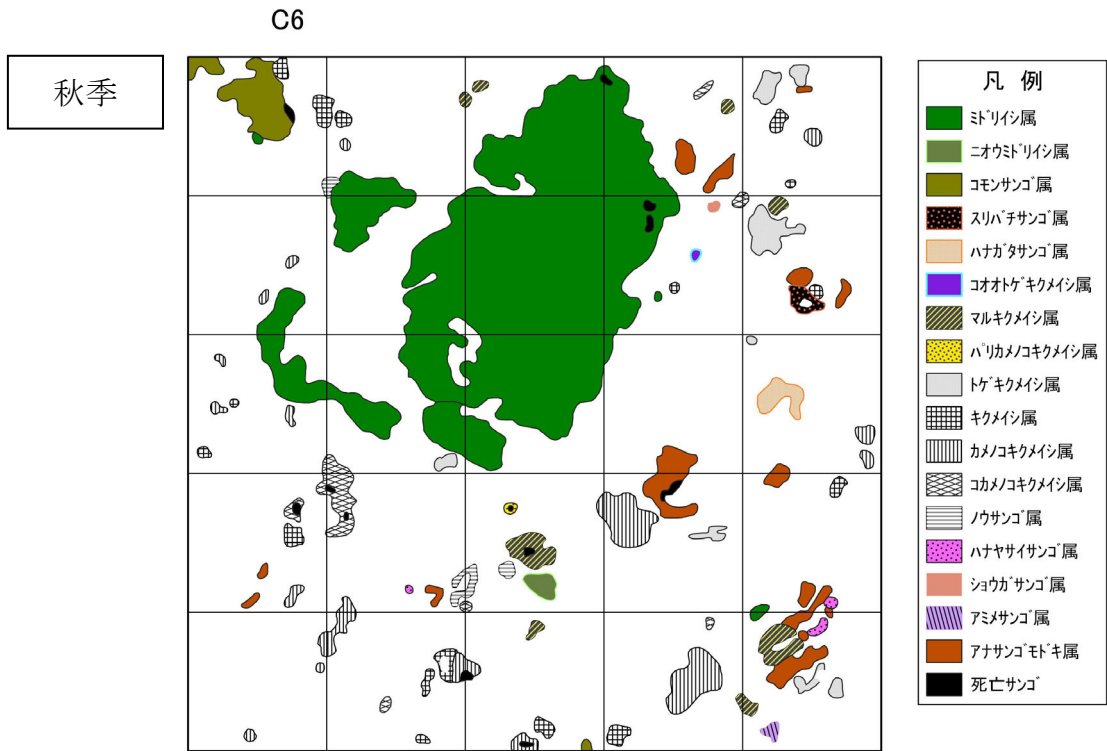 C6
秋季
凡 例
ミドリイシ属
ニオウミドリイシ属
コモンサンゴ属
スリバチサンゴ属
ハナガタサンゴ属
コオオトゲキクメイシ属
マルキクメイシ属
パリカメノコキクメイシ属
トゲキクメイシ属
キクメイシ属
カメノコキクメイシ属
コカメノコキクメイシ属
ノウサンゴ属
ハナヤサイサンゴ属
ショウガサンゴ属
アミメサンゴ属
アナサンゴモドキ属
死亡サンゴ